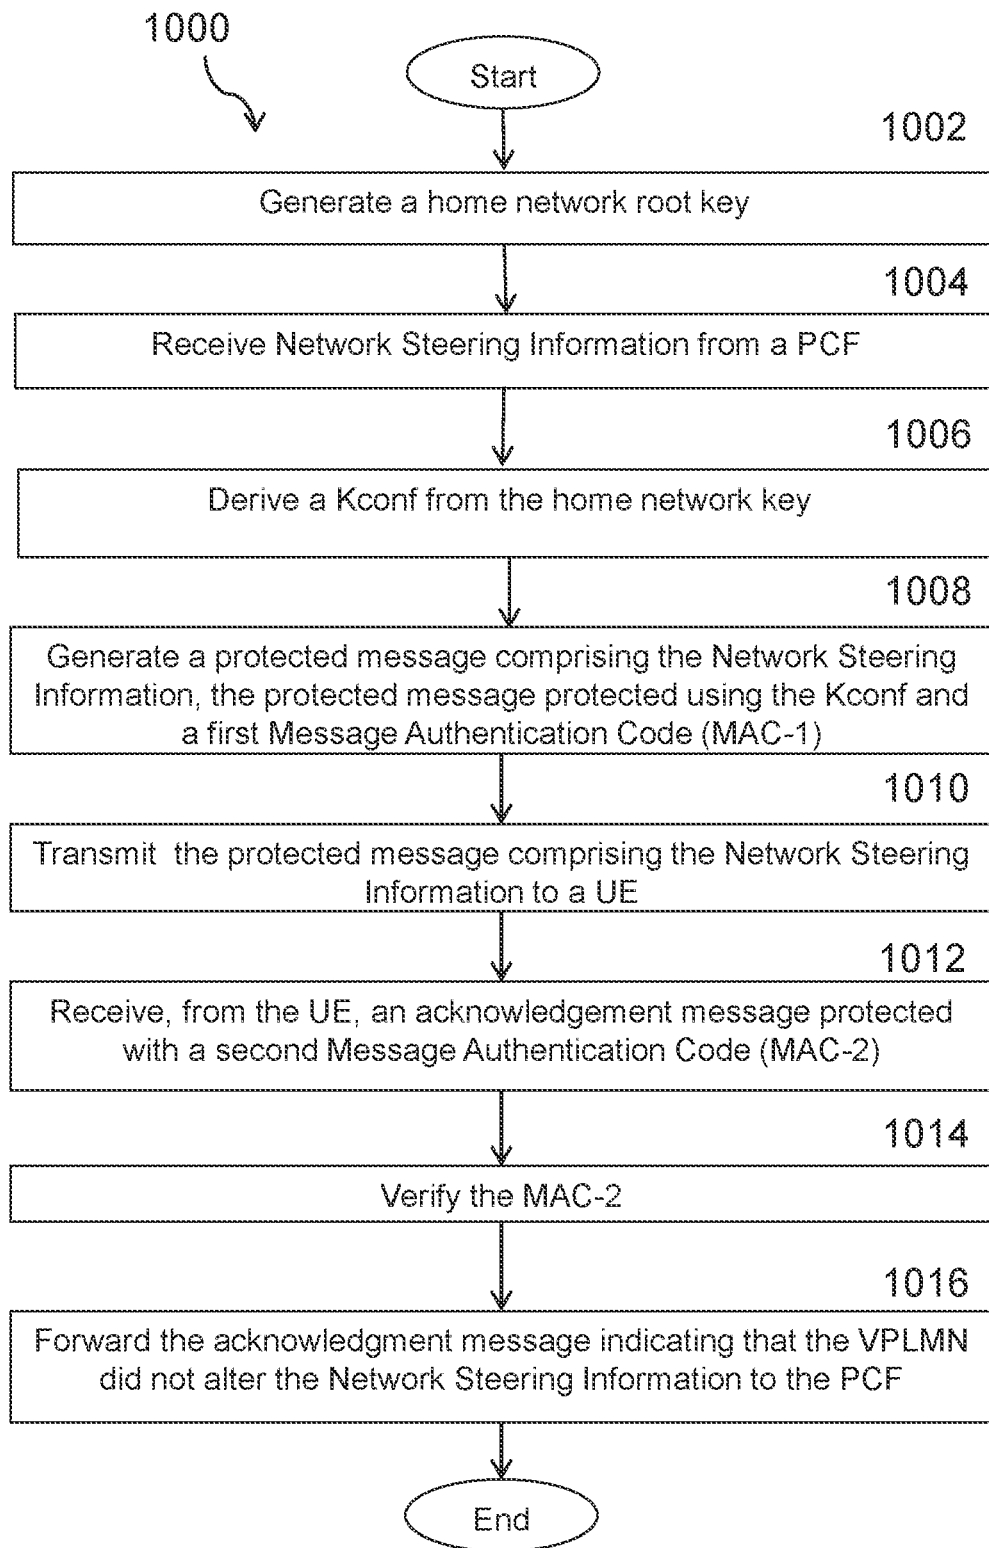 1000
Start
1002
Generate a home network root key
1004
Receive Network Steering Information from a PCF
1006
Derive a Kconf from the home network key
1008
Generate a protected message comprising the Network Steering
Information, the protected message protected using the Kconf and
a first Message Authentication Code (MAC-1)
1010
Transmit the protected message comprising the Network Steering
Information to a UE
1012
Receive, from the UE, an acknowledgement message protected
with a second Message Authentication Code (MAC-2)
1014
Verify the MAC-2
1016
Forward the acknowledgment message indicating that the VPLMN
did not alter the Network Steering Information to the PCF
End